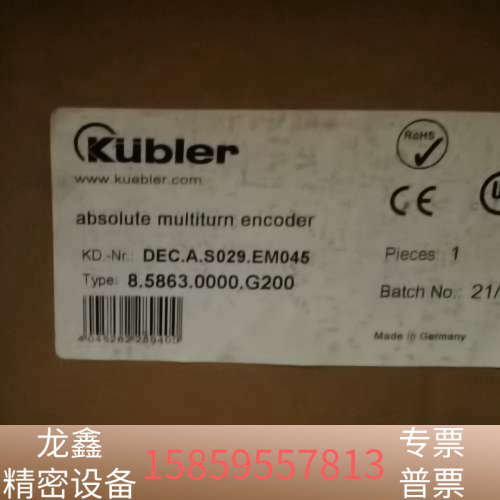 Kübler
www.kuebler.com
RoHS
CE
absolute multiturn encoder
KD.-Nr.: DEC.A.S029.EM045
Pieces: 1
Type: 8.5863.0000.G200
Batch No.: 21/
Made in Germany
龙鑫
精密设备
15859557813
专票
普票